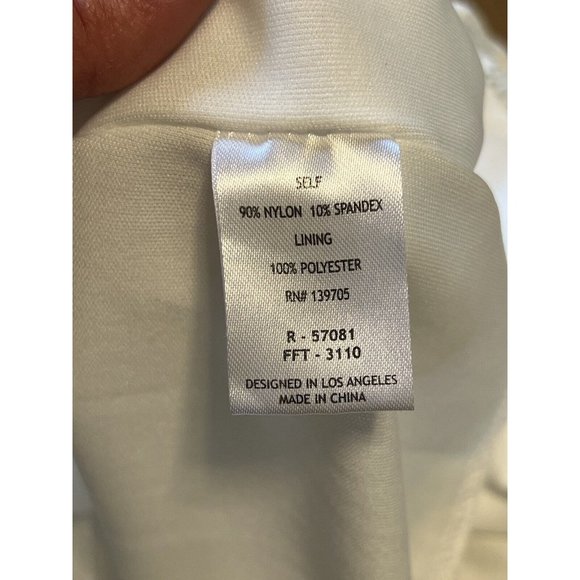 SELF
90% NYLON 10% SPANDEX
LINING
100% POLYESTER
RN# 139705
R - 57081
FFT - 3110
DESIGNED IN LOS ANGELES
MADE IN CHINA